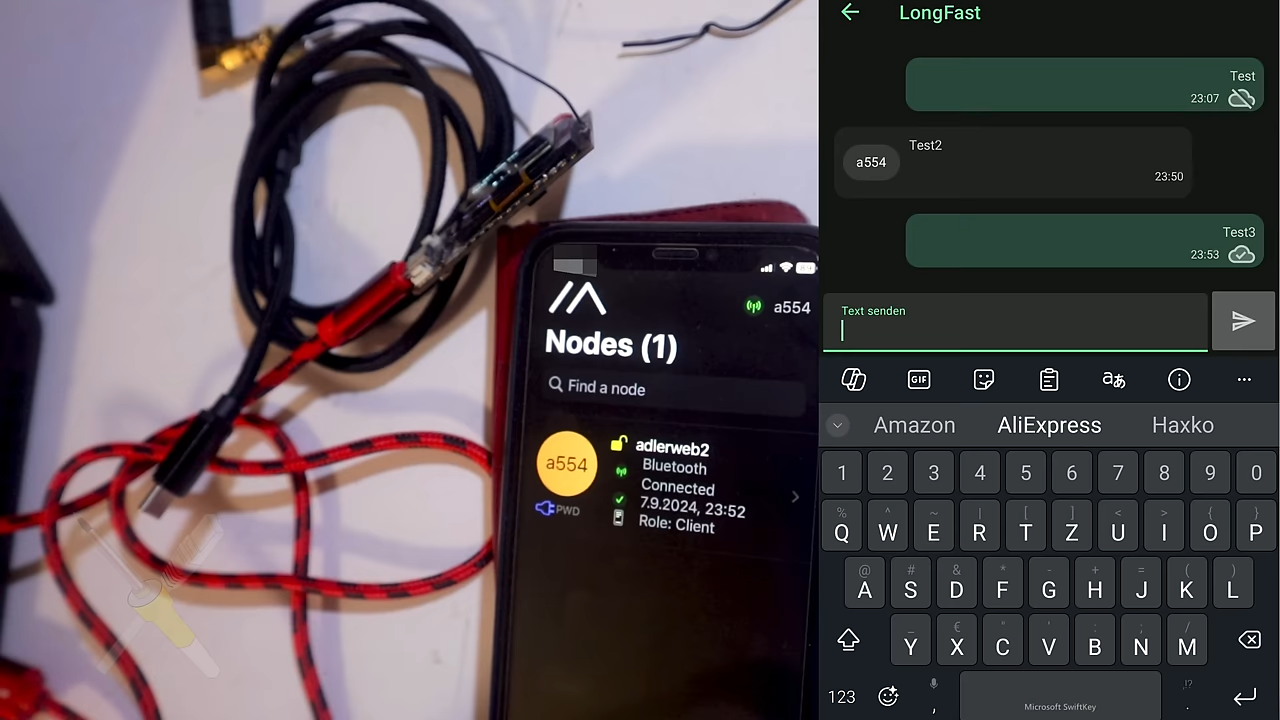 a554
Nodes (1)
Find a node
a554
PWD
adlerweb2
Bluetooth
Connected
7.9.2024, 23:52
Role: Client
LongFast
Test
23:07
a554
Test2
23:50
Test3
23:53
Text senden
GIF
Amazon AliExpress Haxko
1 2 3 4 5 6 7 8 9 0
% ^ ~ | [ ] < > { }
Q W E R T Z U I O P
@ # & * - + = ( )
A S D F G H J K L
_ € " ' : ; /
Y X C V B N M
123 , Microsoft SwiftKey ,!? .